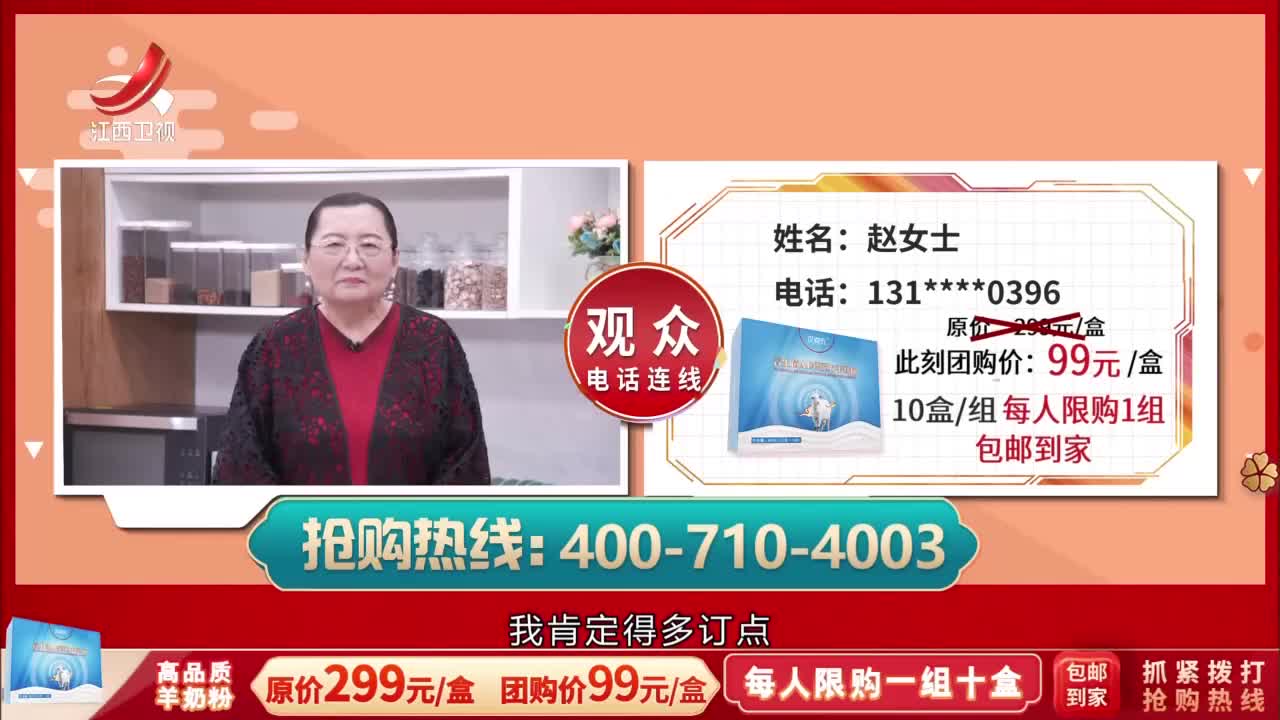 江西卫视
姓名：赵女士
电话：131****0396
原价 299元/盒
此刻团购价：99元/盒
10盒/组 每人限购1组
包邮到家
观众
电话连线
抢购热线：400-710-4003
我肯定得多订点
高品质
羊奶粉
原价299元/盒 团购价99元/盒
每人限购一组十盒
包邮
到家
抓紧拨打
抢购热线